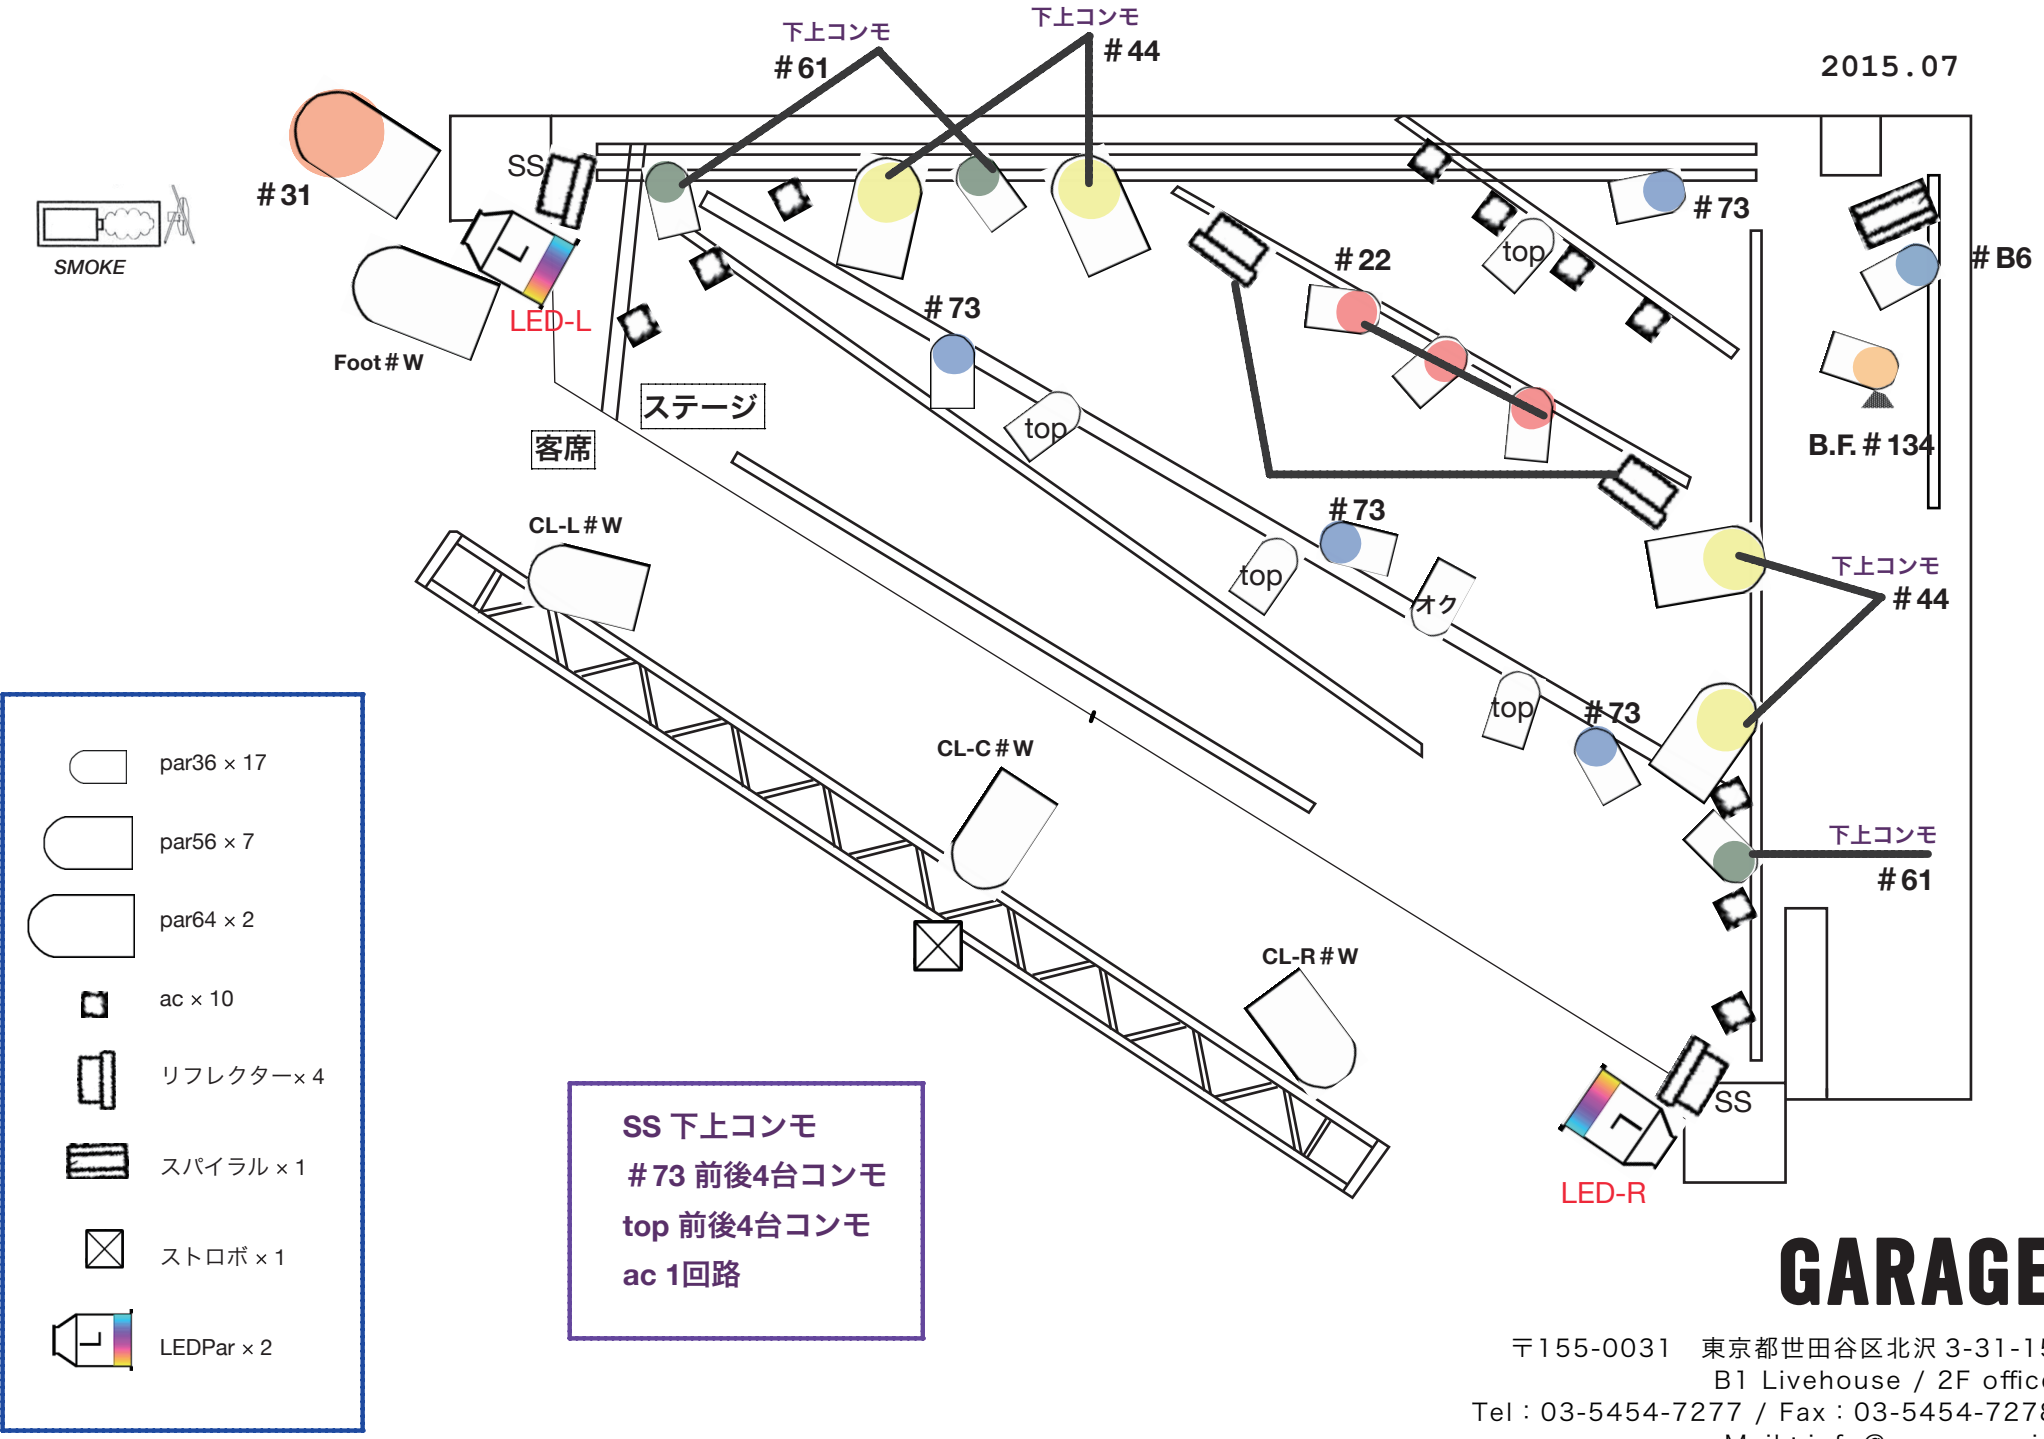 下上コンモ
#61
下上コンモ
#44
2015.07
#31
SS
SMOKE
LED-L
Foot#W
#73
top
#22
top
#73
#B6
B.F.#134
ステージ
客席
CL-L#W
#73
top
オク
top
#73
下上コンモ
#44
下上コンモ
#61
CL-C#W
CL-R#W
SS
LED-R
par36 × 17
par56 × 7
par64 × 2
ac × 10
リフレクター× 4
スパイラル × 1
ストロボ × 1
LEDPar × 2
SS 下上コンモ
#73 前後4台コンモ
top 前後4台コンモ
ac 1回路
GARAGE
〒155-0031 東京都世田谷区北沢 3-31-15
B1 Livehouse / 2F office
Tel：03-5454-7277 / Fax：03-5454-7278